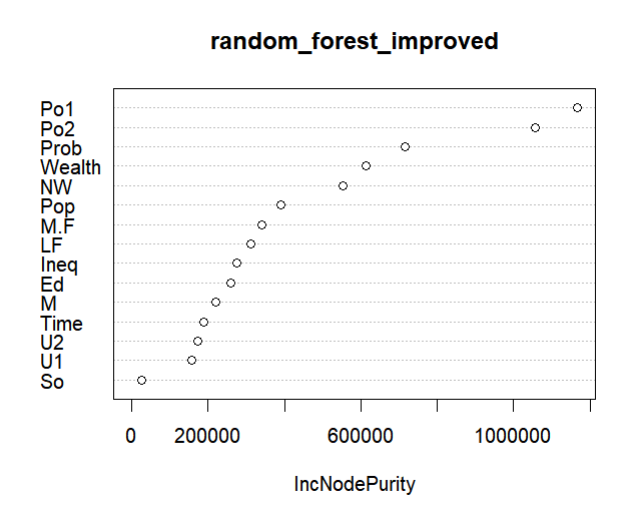 random_forest_improved
Po1
Po2
Prob
Wealth
NW
Pop
M.F
LF
Ineq
Ed
M
Time
U2
U1
So
0 200000 600000 1000000
IncNodePurity